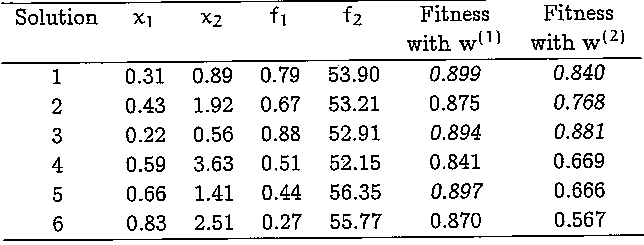 Solution x₁ x₂ f₁ f₂ Fitness Fitness
with w⁽¹⁾ with w⁽²⁾
1 0.31 0.89 0.79 53.90 0.899 0.840
2 0.43 1.92 0.67 53.21 0.875 0.768
3 0.22 0.56 0.88 52.91 0.894 0.881
4 0.59 3.63 0.51 52.15 0.841 0.669
5 0.66 1.41 0.44 56.35 0.897 0.666
6 0.83 2.51 0.27 55.77 0.870 0.567